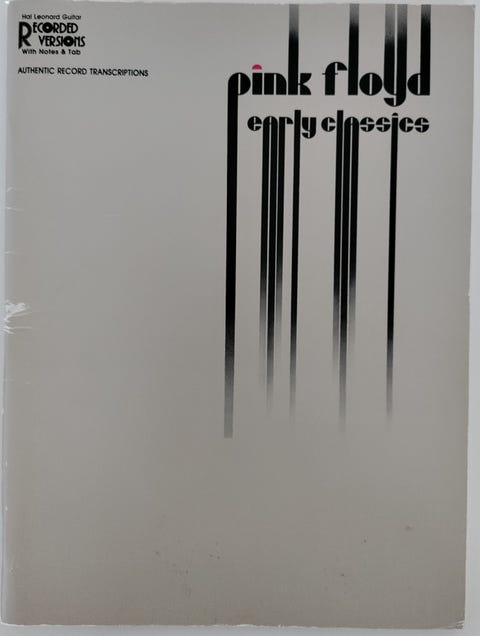 Hal Leonard Guitar
RECORDED
VERSIONS
With Notes & Tab
AUTHENTIC RECORD TRANSCRIPTIONS
pink floyd
early classics